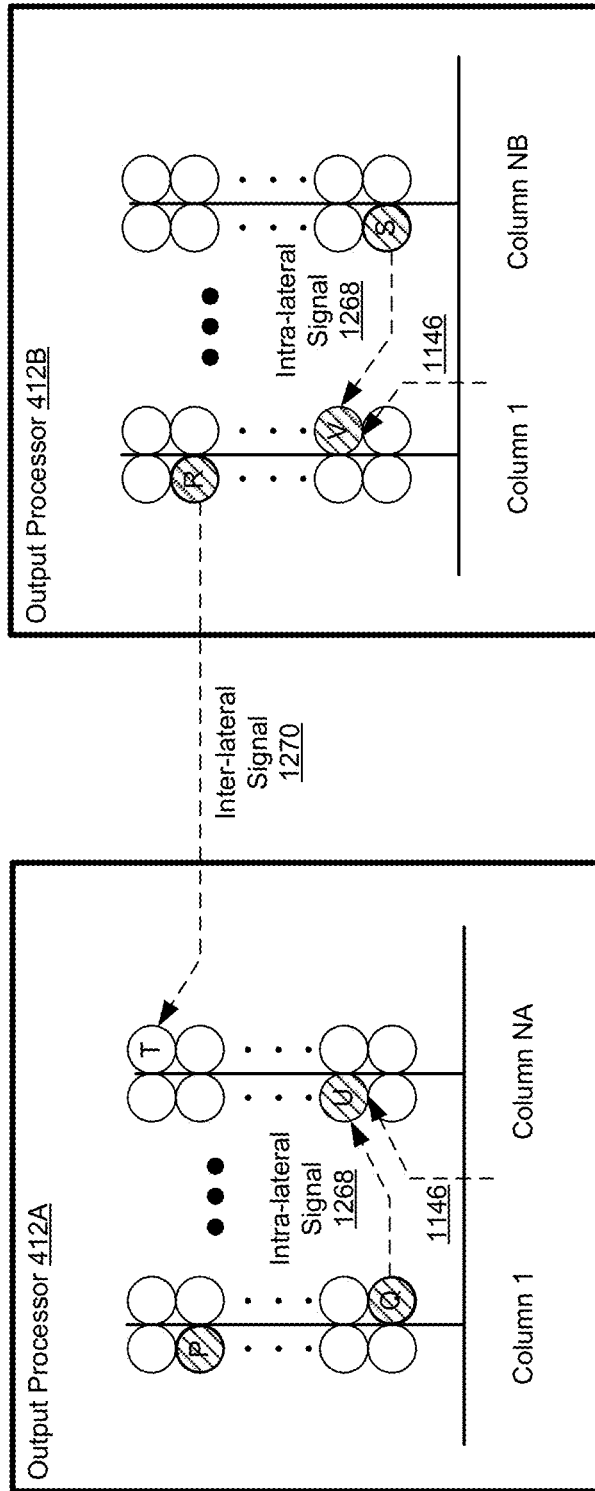 Output Processor 412A
T
P
Intra-lateral
Signal
1268
U
Q
1146
Column 1
Column NA
Inter-lateral
Signal
1270
Output Processor 412B
R
Intra-lateral
Signal
1268
V
S
1146
Column 1
Column NB